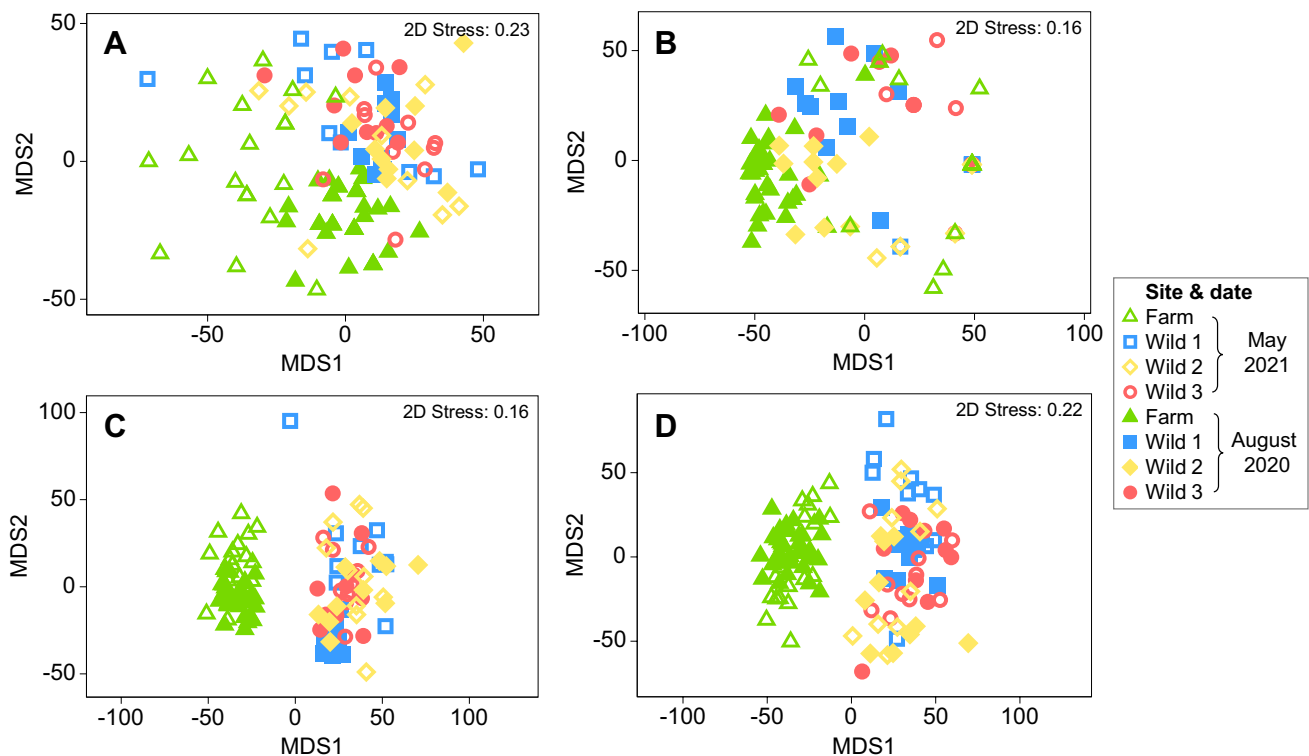 A
2D Stress: 0.23
50
0
-50
MDS2
-50
0
50
MDS1
B
2D Stress: 0.16
50
0
-50
MDS2
-100
-50
0
50
100
MDS1
C
2D Stress: 0.16
100
50
0
-50
MDS2
-100
-50
0
50
100
MDS1
D
2D Stress: 0.22
50
0
-50
MDS2
-100
-50
0
50
100
MDS1
Site & date
Farm
Wild 1
Wild 2
Wild 3
May
2021
Farm
Wild 1
Wild 2
Wild 3
August
2020